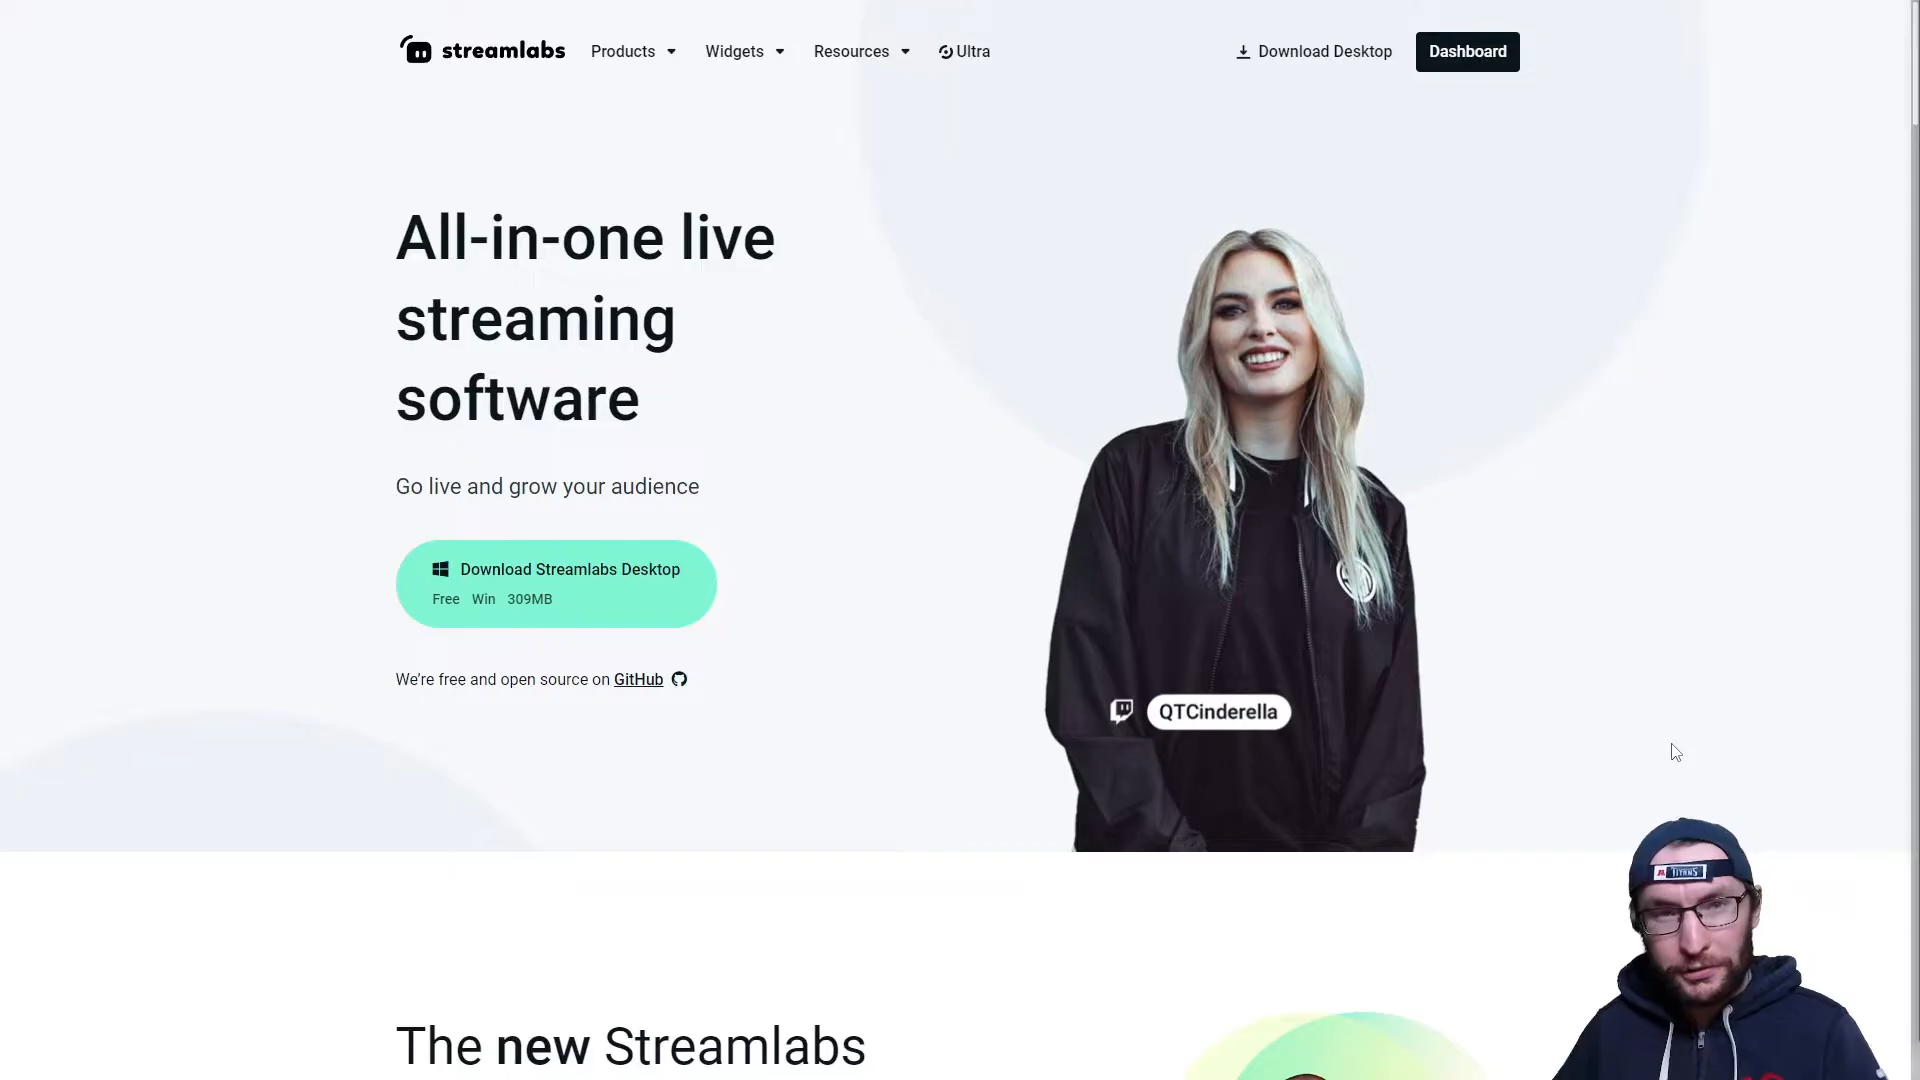 streamlabs Products Widgets Resources Ultra Download Desktop Dashboard
All-in-one live
streaming
software
Go live and grow your audience
Download Streamlabs Desktop
Free Win 309MB
We're free and open source on GitHub
QTCinderella
TITANS
The new Streamlabs